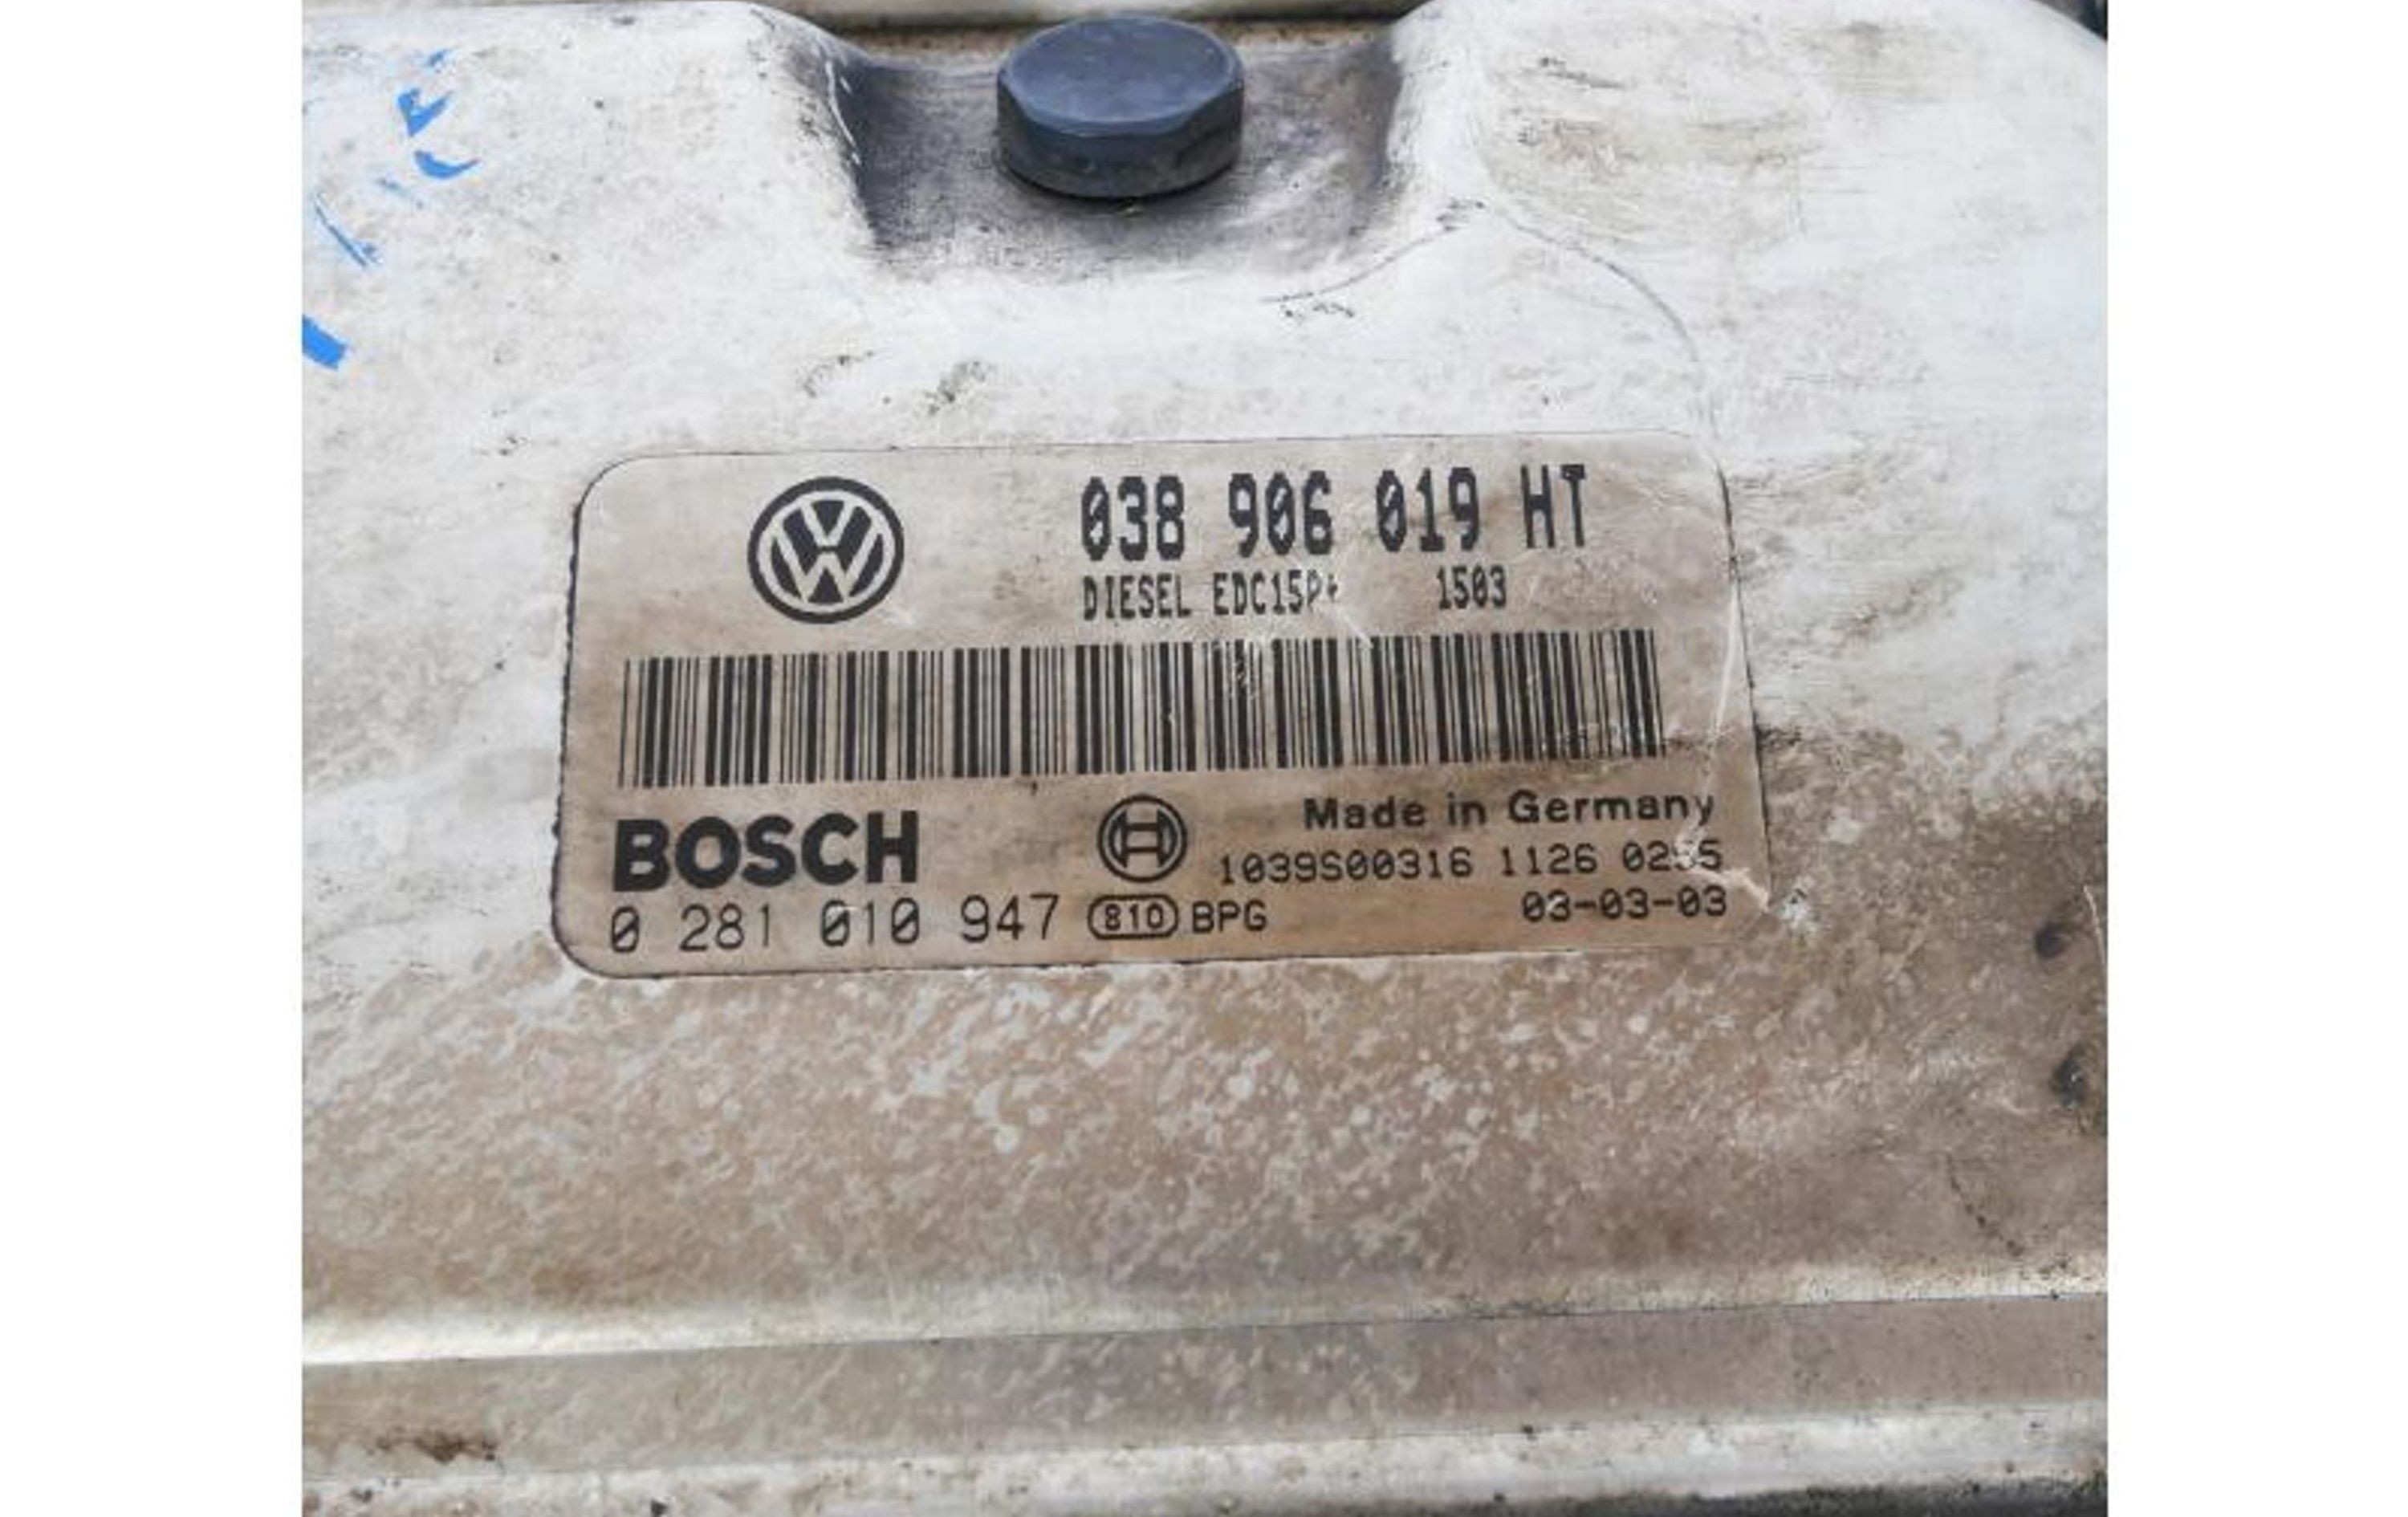 038 906 019 HT
DIESEL EDC15P+ 1503
BOSCH
Made in Germany
1039S00316 1126
0 281 010 947 810 BPG 03-03-03